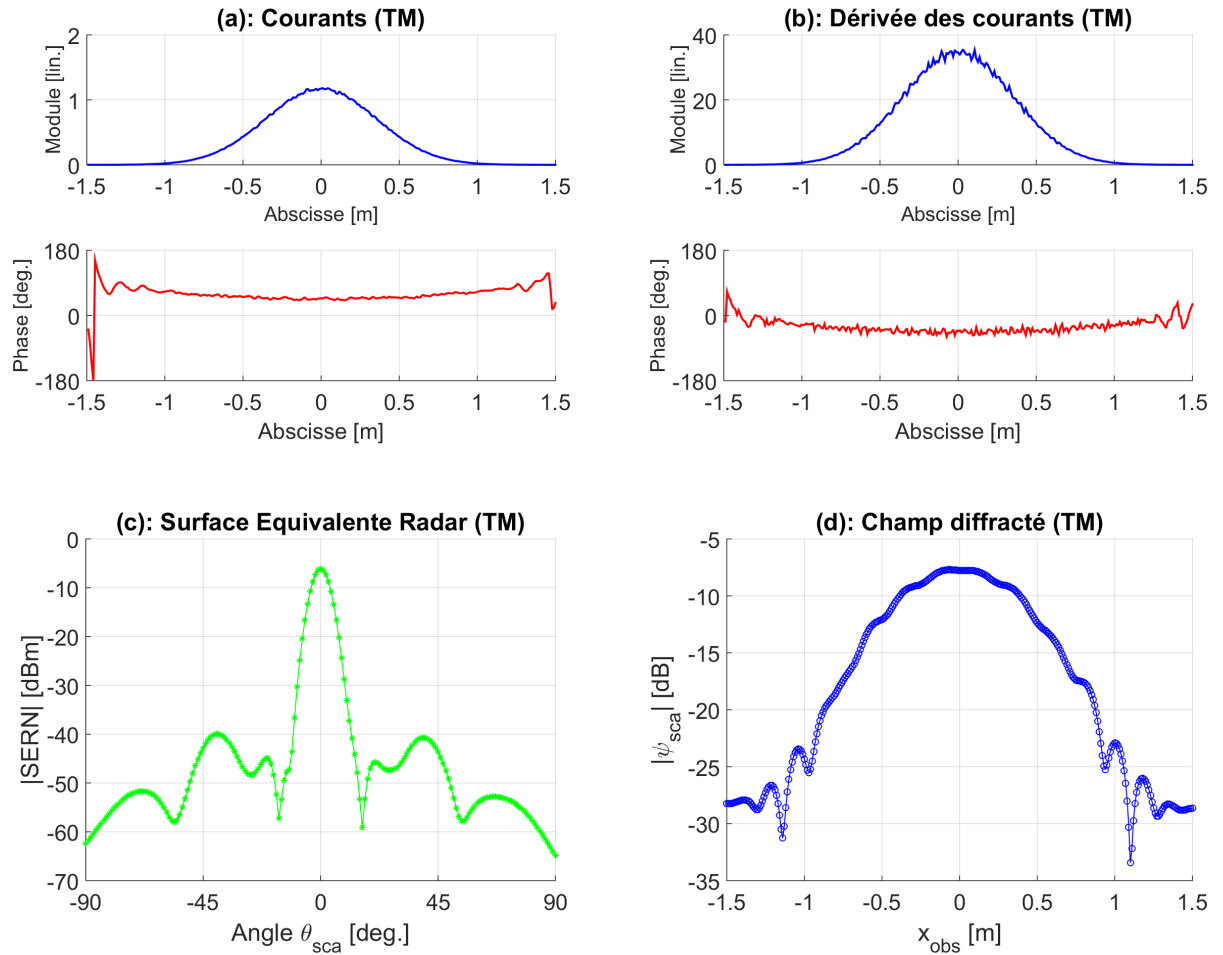 (a): Courants (TM)
Module [lin.]
2
1
0
-1.5 -1 -0.5 0 0.5 1 1.5
Abscisse [m]
Phase [deg.]
180
0
-180
-1.5 -1 -0.5 0 0.5 1 1.5
Abscisse [m]
(b): Dérivée des courants (TM)
Module [lin.]
40
20
0
-1.5 -1 -0.5 0 0.5 1 1.5
Abscisse [m]
Phase [deg.]
180
0
-180
-1.5 -1 -0.5 0 0.5 1 1.5
Abscisse [m]
(c): Surface Equivalente Radar (TM)
|SERN| [dBm]
0
-10
-20
-30
-40
-50
-60
-70
-90 -45 0 45 90
Angle θsca [deg.]
(d): Champ diffracté (TM)
|ψsca| [dB]
-5
-10
-15
-20
-25
-30
-35
-1.5 -1 -0.5 0 0.5 1 1.5
xobs [m]